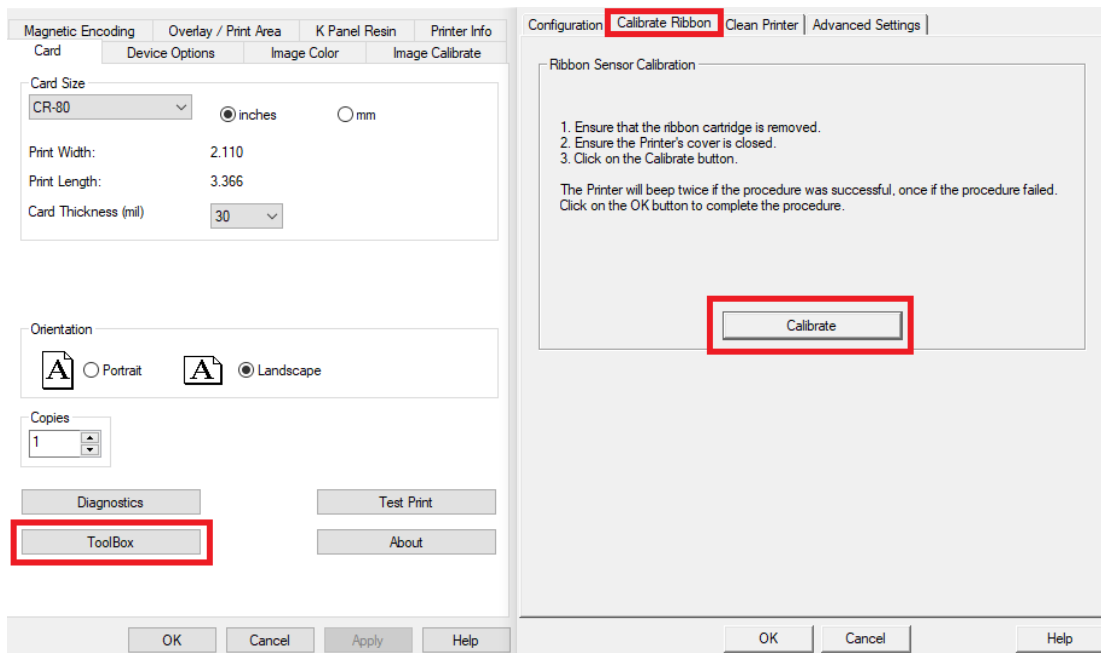 Magnetic Encoding Overlay / Print Area K Panel Resin Printer Info
Card Device Options Image Color Image Calibrate
Card Size
CR-80 inches mm
Print Width: 2.110
Print Length: 3.366
Card Thickness (mil) 30
Orientation
A Portrait A Landscape
Copies
1
Diagnostics Test Print
ToolBox About
OK Cancel Apply Help
Configuration Calibrate Ribbon Clean Printer Advanced Settings
Ribbon Sensor Calibration
1. Ensure that the ribbon cartridge is removed.
2. Ensure the Printer's cover is closed.
3. Click on the Calibrate button.
The Printer will beep twice if the procedure was successful, once if the procedure failed.
Click on the OK button to complete the procedure.
Calibrate
OK Cancel Help